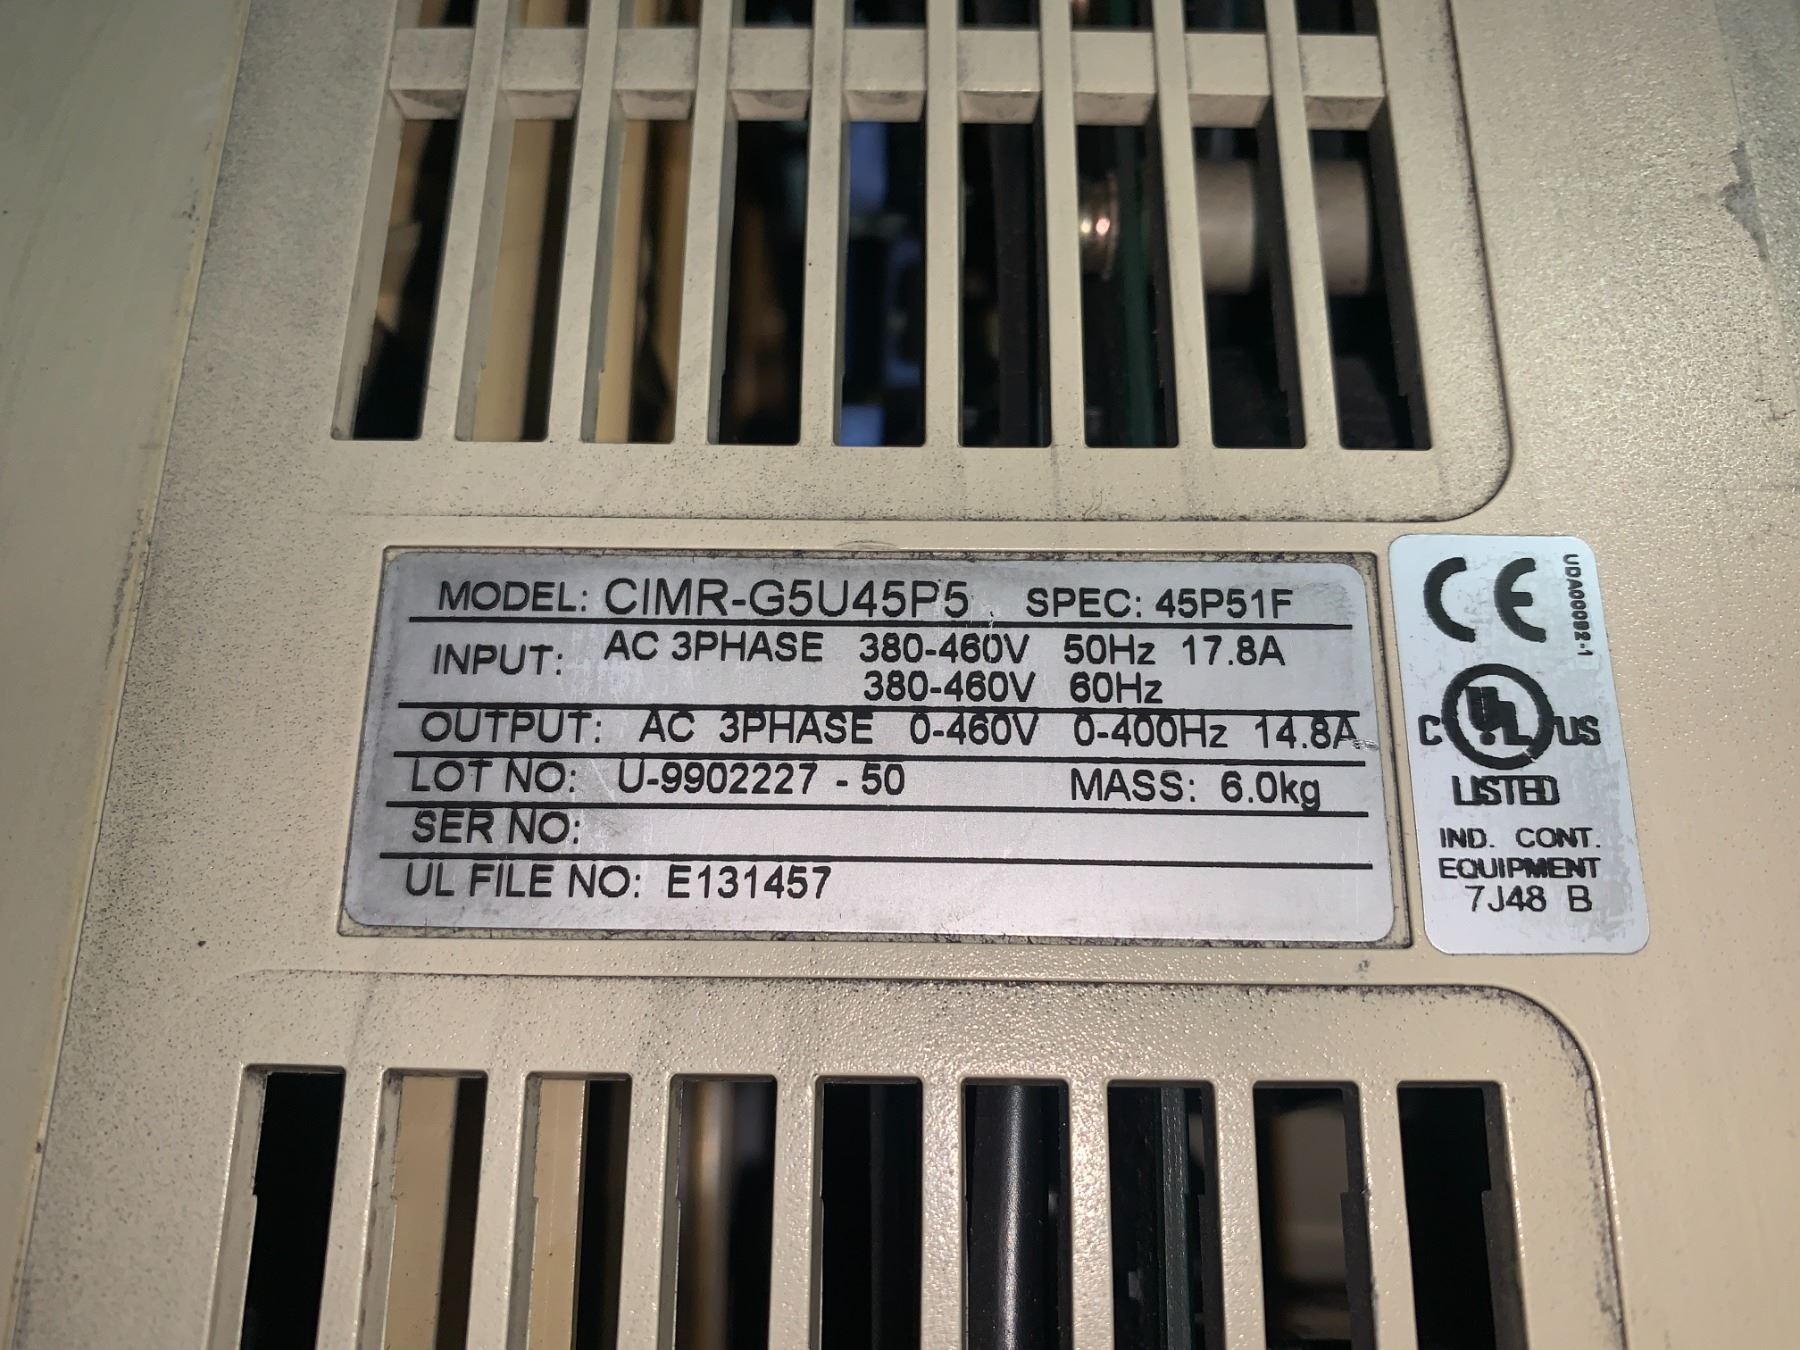 MODEL: CIMR-G5U45P5 SPEC: 45P51F
INPUT: AC 3PHASE 380-460V 50Hz 17.8A
380-460V 60Hz
OUTPUT: AC 3PHASE 0-460V 0-400Hz 14.8A
LOT NO: U-9902227 - 50 MASS: 6.0kg
SER NO:
UL FILE NO: E131457
CE
UDA00092-1
C UL US
LISTED
IND. CONT.
EQUIPMENT
7J48 B